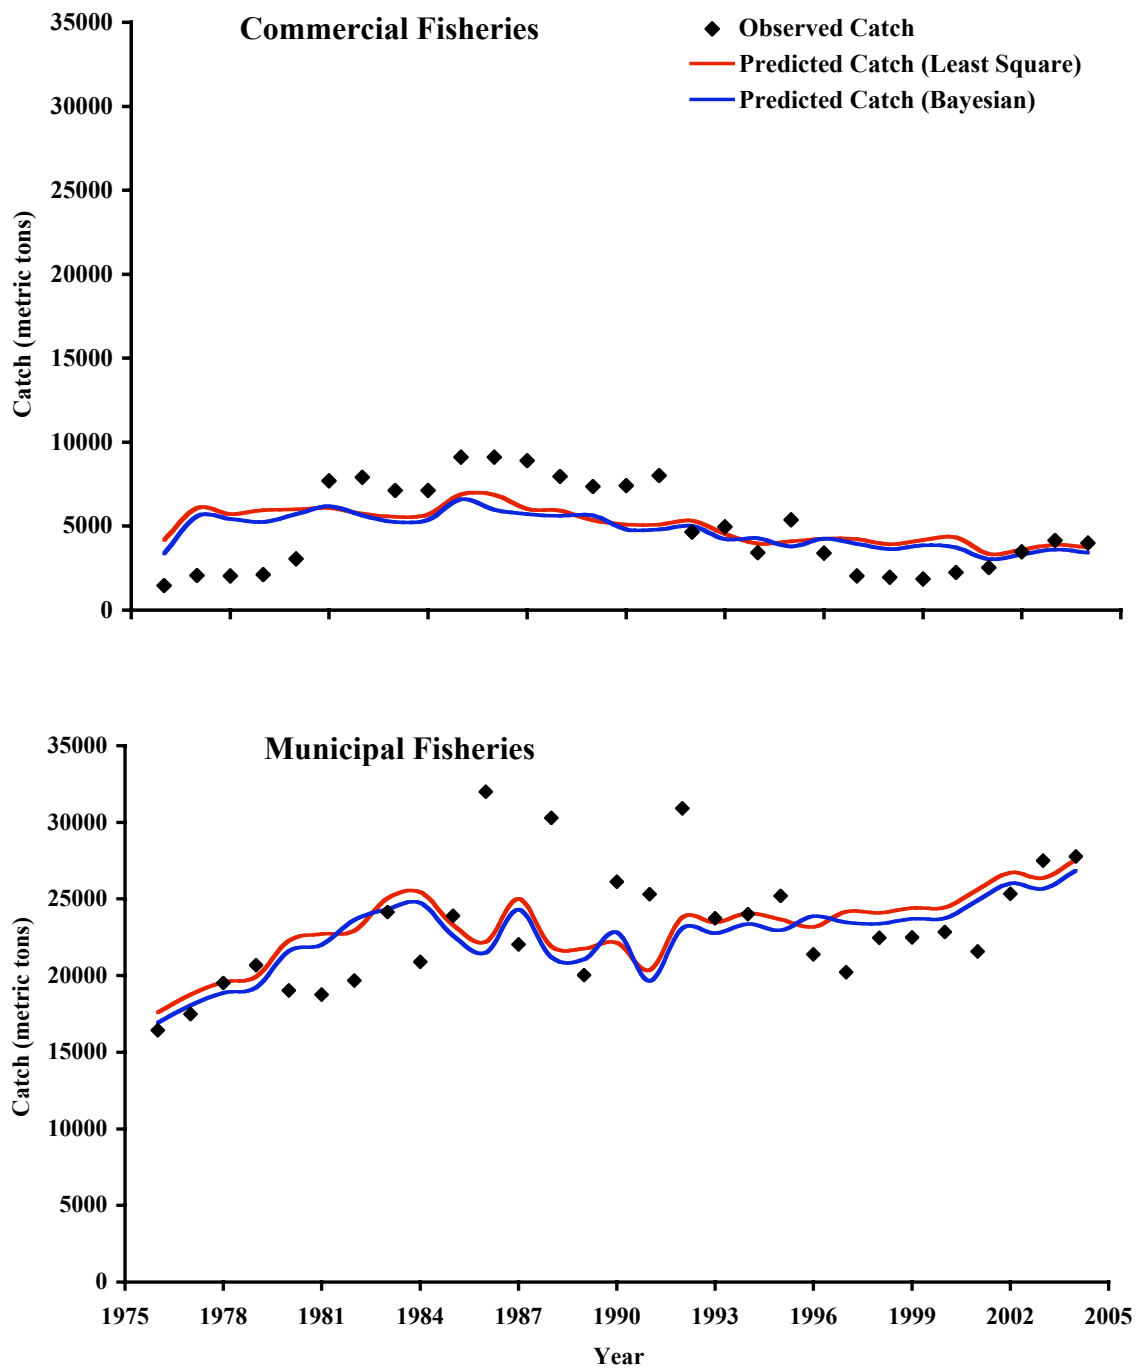 Commercial Fisheries
Observed Catch
Predicted Catch (Least Square)
Predicted Catch (Bayesian)
35000
30000
25000
20000
15000
10000
5000
0
Catch (metric tons)
Municipal Fisheries
35000
30000
25000
20000
15000
10000
5000
0
Catch (metric tons)
1975 1978 1981 1984 1987 1990 1993 1996 1999 2002 2005
Year